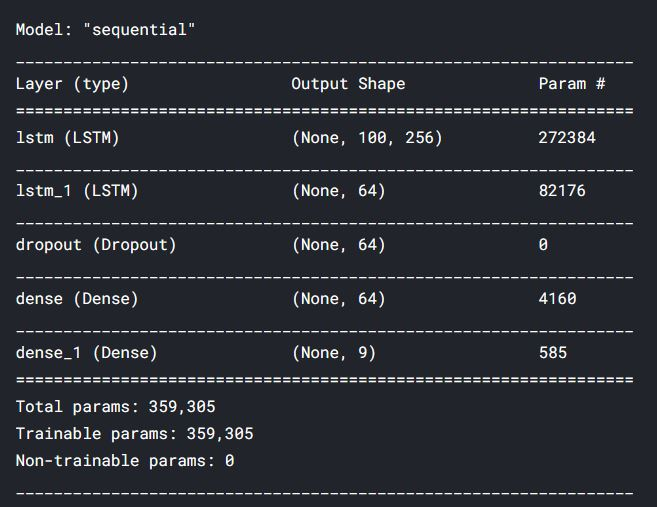 Model: "sequential"
_________________________________________________________________
Layer (type)                 Output Shape              Param #
=================================================================
lstm (LSTM)                  (None, 100, 256)          272384
_________________________________________________________________
lstm_1 (LSTM)                (None, 64)                82176
_________________________________________________________________
dropout (Dropout)            (None, 64)                0
_________________________________________________________________
dense (Dense)                (None, 64)                4160
_________________________________________________________________
dense_1 (Dense)              (None, 9)                 585
=================================================================
Total params: 359,305
Trainable params: 359,305
Non-trainable params: 0
_________________________________________________________________